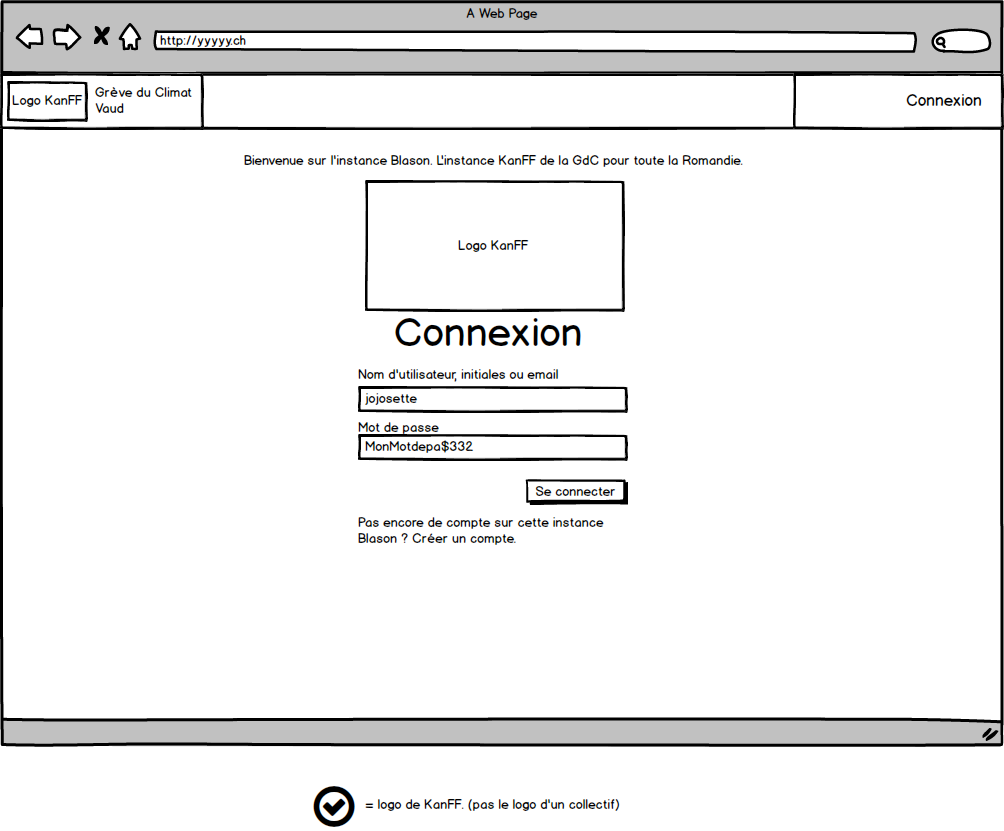 A Web Page
http://yyyyy.ch
Logo KanFF
Grève du Climat
Vaud
Connexion
Bienvenue sur l'instance Blason. L'instance KanFF de la GdC pour toute la Romandie.
Logo KanFF
Connexion
Nom d'utilisateur, initiales ou email
jojosette
Mot de passe
MonMotdepa$332
Se connecter
Pas encore de compte sur cette instance
Blason ? Créer un compte.
= logo de KanFF. (pas le logo d'un collectif)